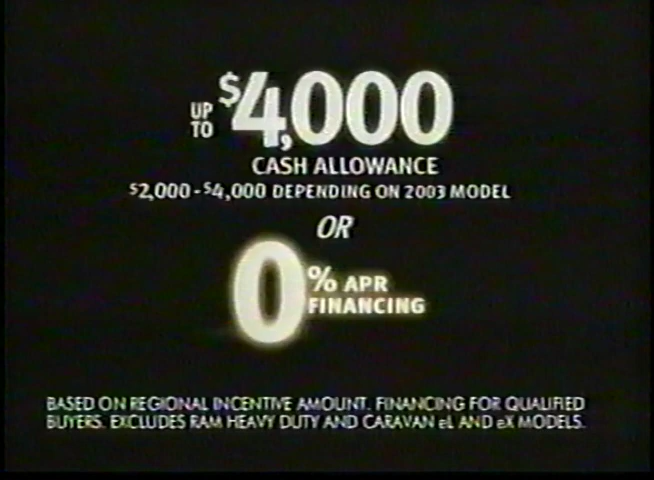 UP TO $4,000
CASH ALLOWANCE
$2,000 - $4,000 DEPENDING ON 2003 MODEL
OR
0% APR
FINANCING
BASED ON REGIONAL INCENTIVE AMOUNT. FINANCING FOR QUALIFIED
BUYERS. EXCLUDES RAM HEAVY DUTY AND CARAVAN eL AND eX MODELS.